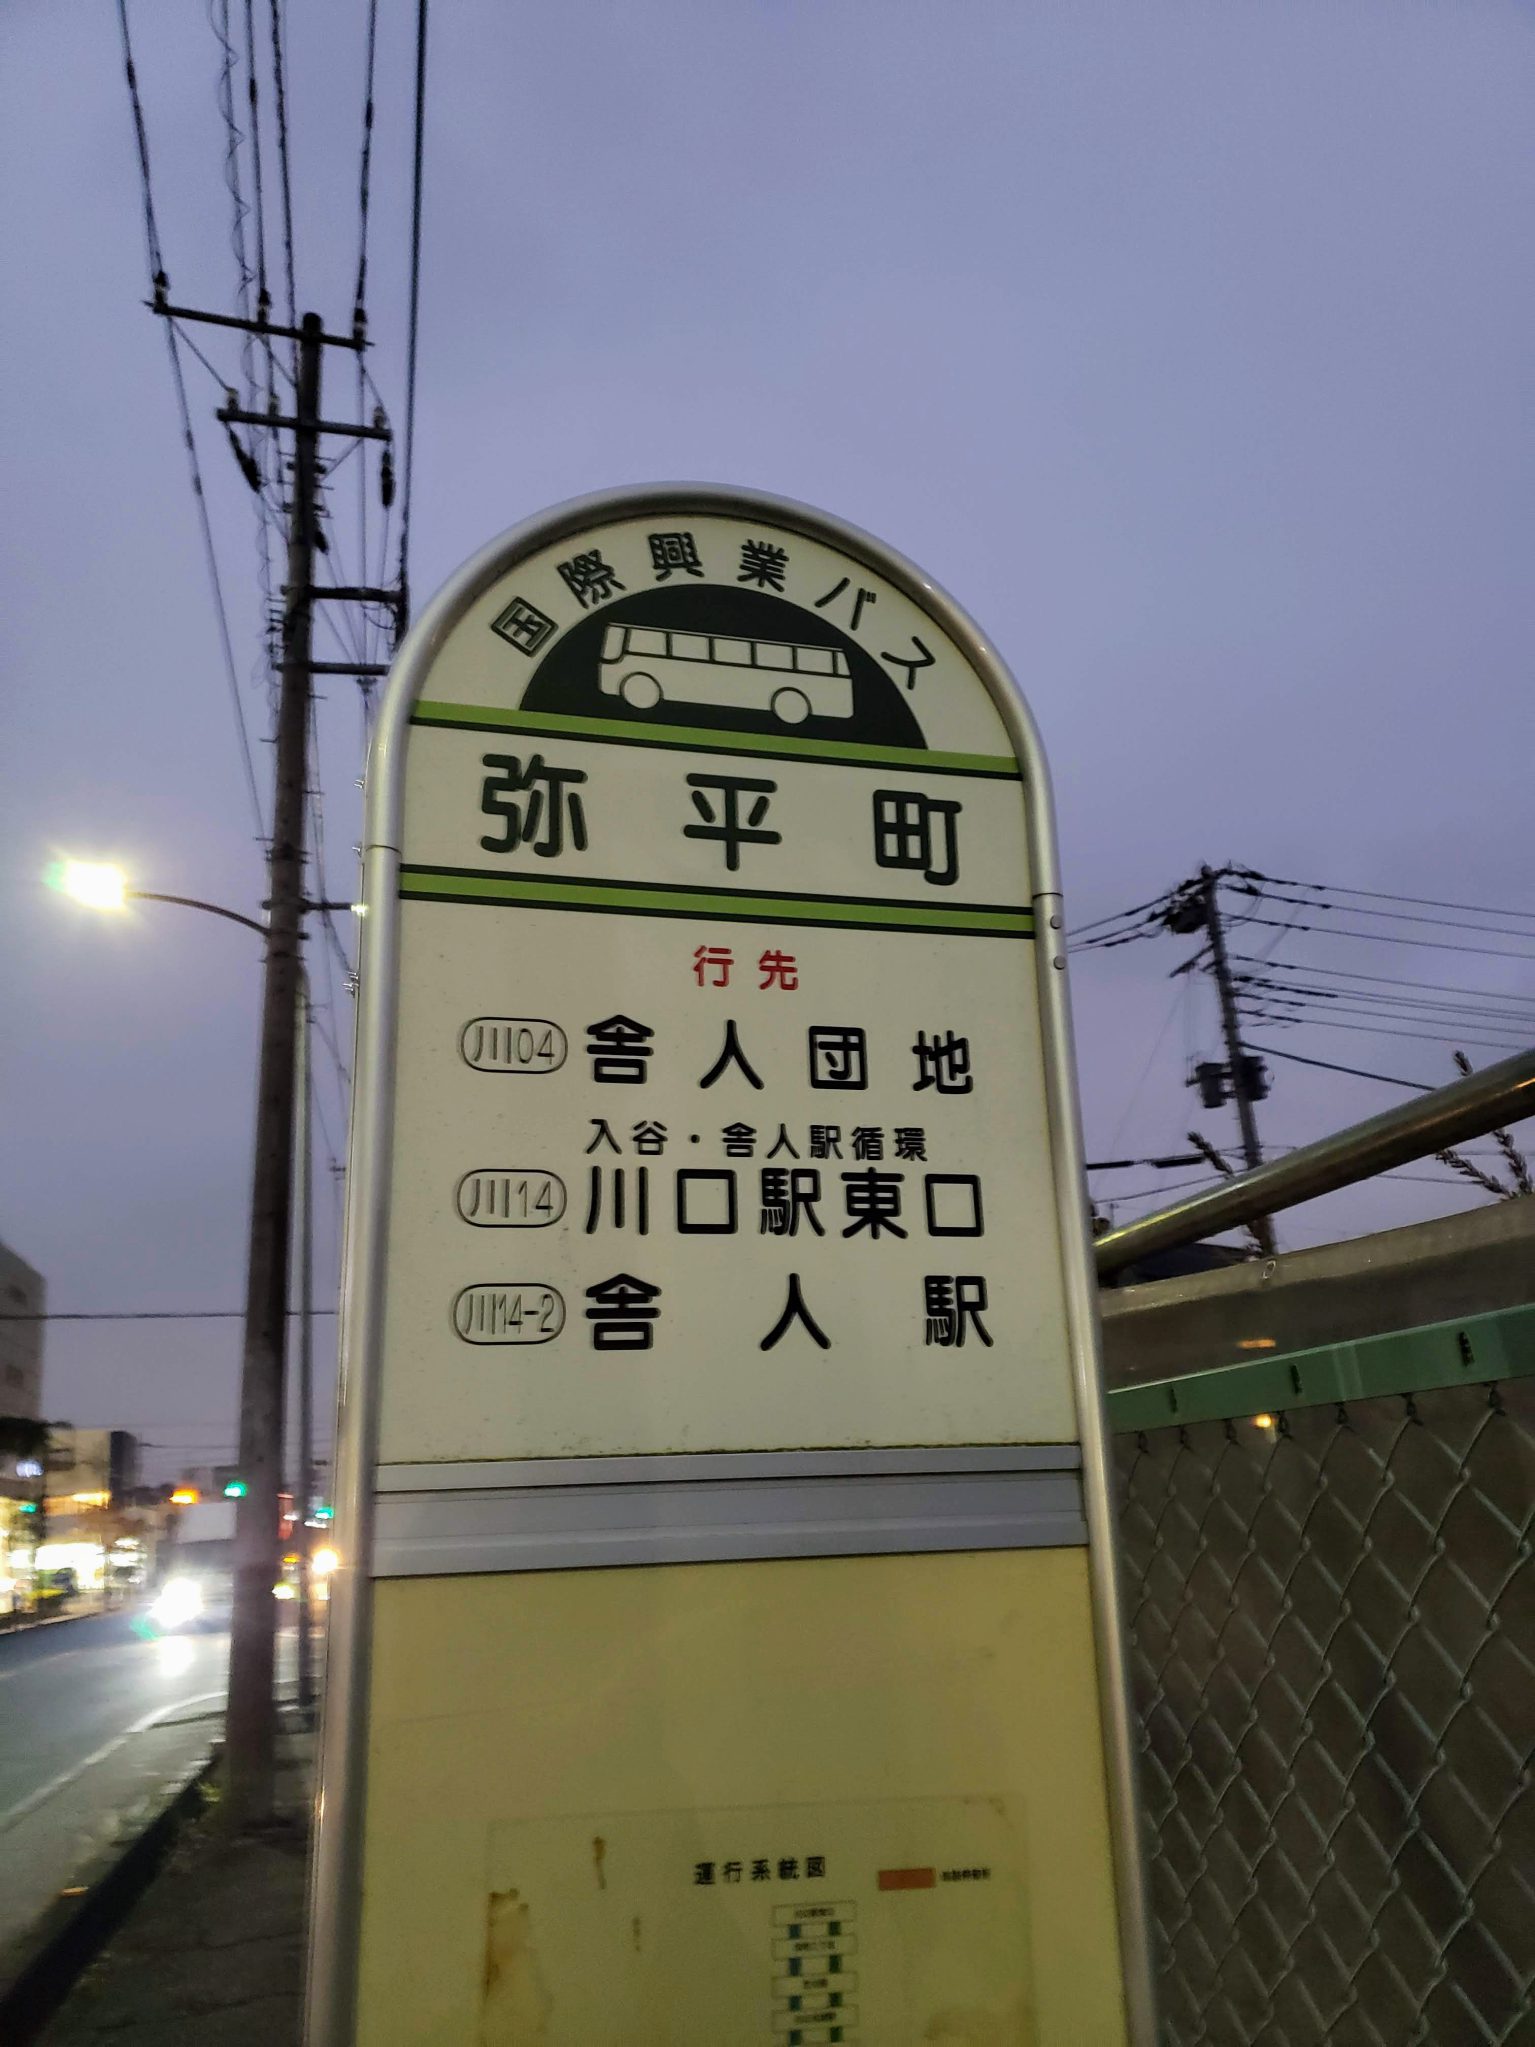 国際興業バス
弥平町
行先
川04 舎人団地
入谷・舎人駅循環
川14 川口駅東口
川14-2 舎人駅
運行系統図